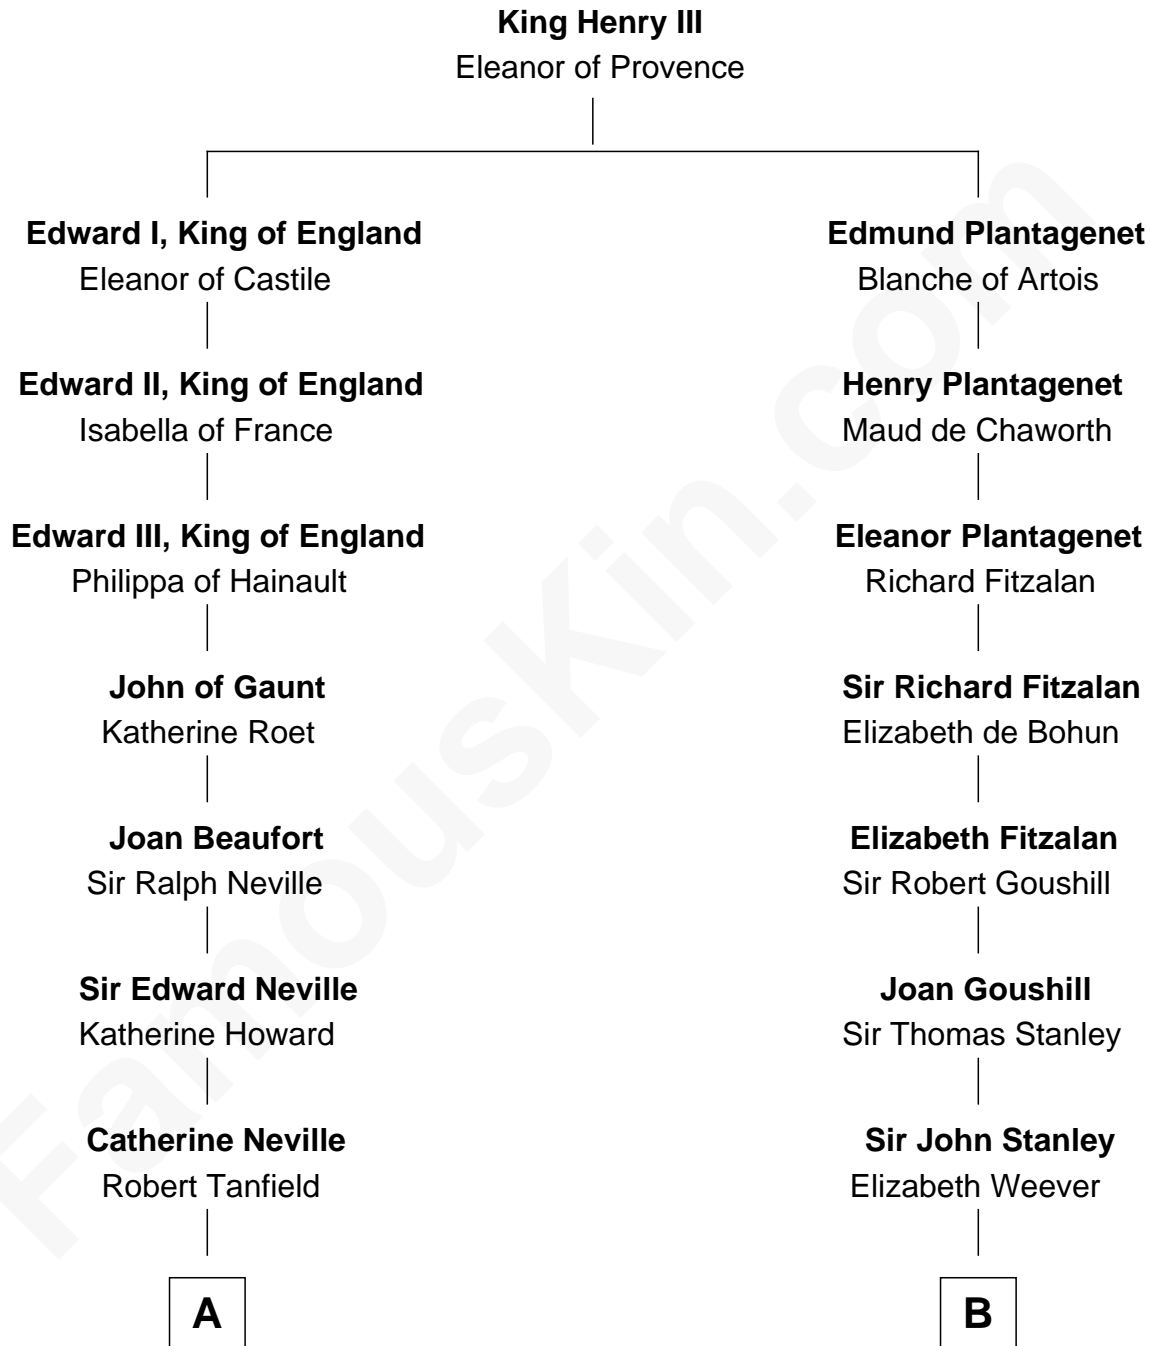 King Henry III
Eleanor of Provence
Edward I, King of England
Eleanor of Castile
Edmund Plantagenet
Blanche of Artois
Edward II, King of England
Isabella of France
Henry Plantagenet
Maud de Chaworth
Edward III, King of England
Philippa of Hainault
Eleanor Plantagenet
Richard Fitzalan
John of Gaunt
Katherine Roet
Sir Richard Fitzalan
Elizabeth de Bohun
Joan Beaufort
Sir Ralph Neville
Elizabeth Fitzalan
Sir Robert Goushill
Sir Edward Neville
Katherine Howard
Joan Goushill
Sir Thomas Stanley
Catherine Neville
Robert Tanfield
Sir John Stanley
Elizabeth Weever
A
B
FamousKin.com